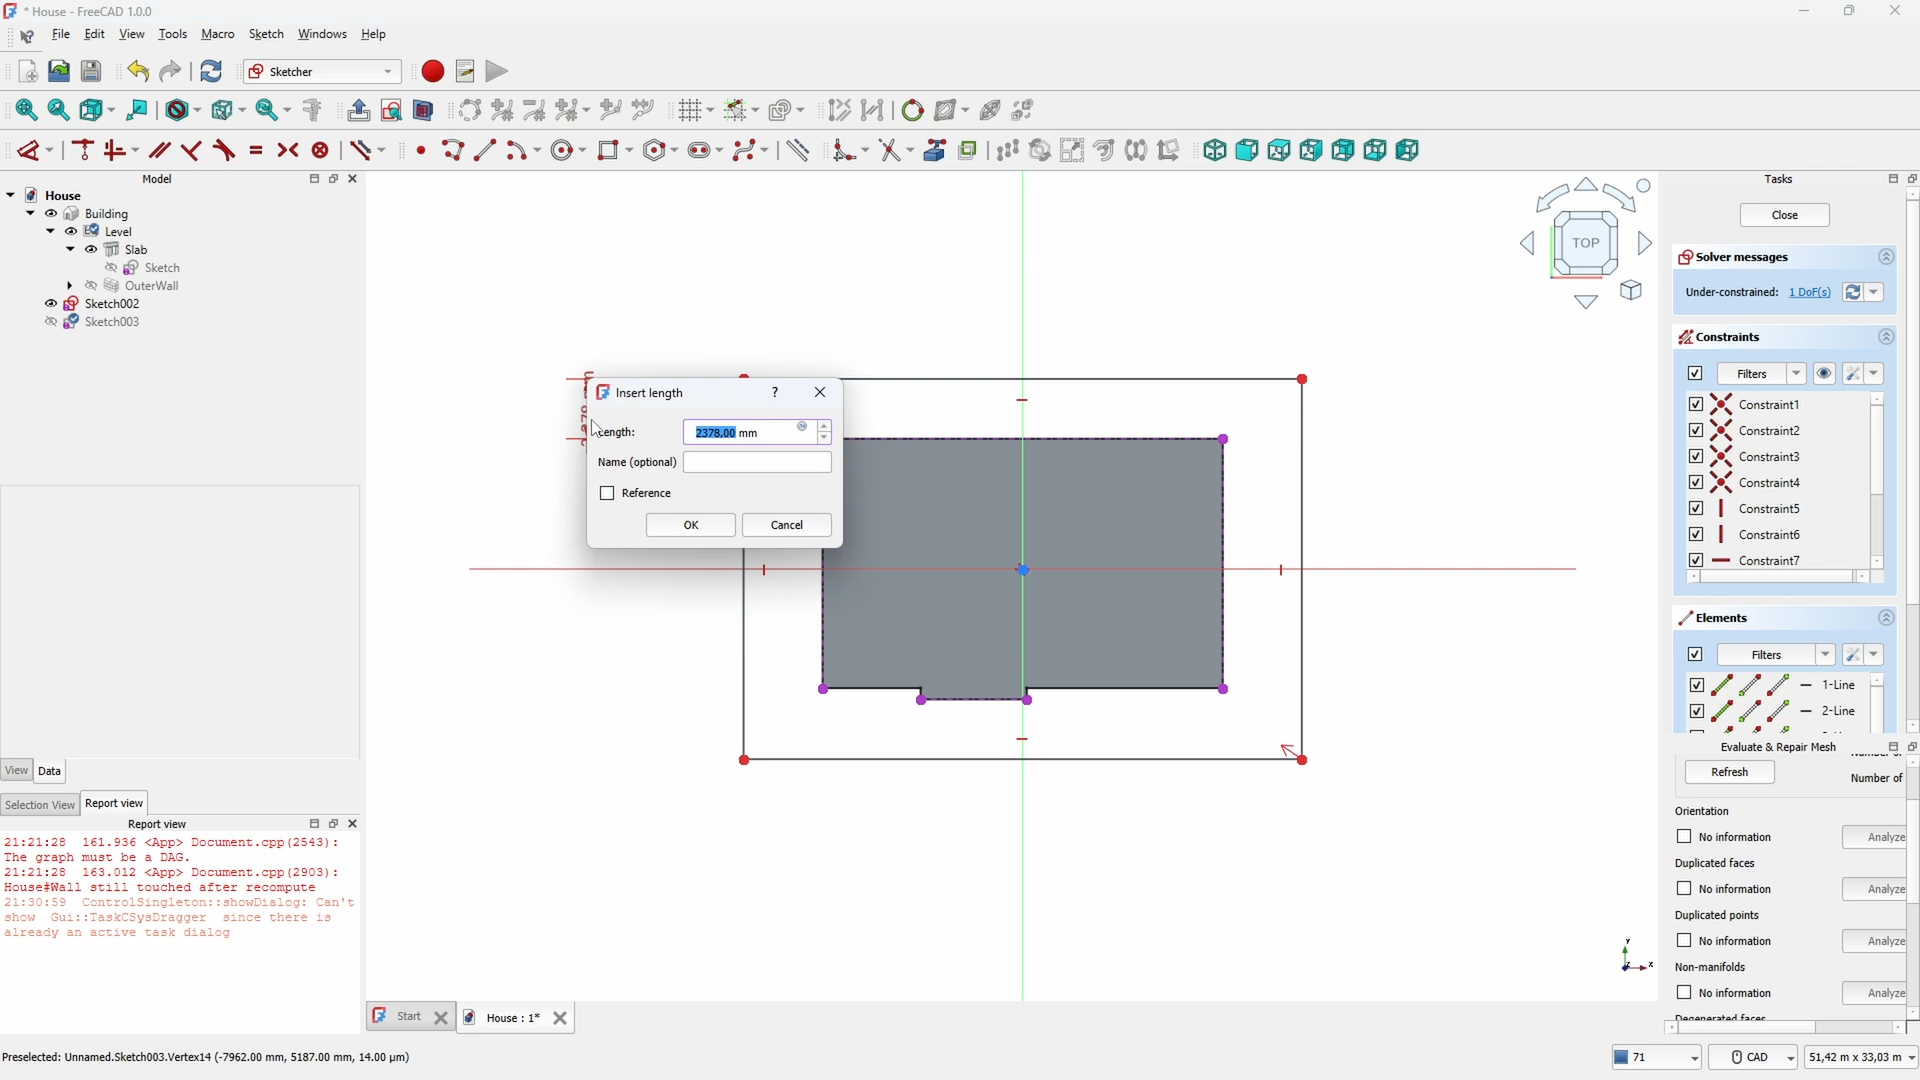 * House - FreeCAD 1.0.0
File Edit View Tools Macro Sketch Windows Help
Sketcher
Model
House
Building
Level
Slab
Sketch
OuterWall
Sketch002
Sketch003
View Data
Selection View Report view
Report view
21:21:28 161.936 <App> Document.cpp(2543):
The graph must be a DAG.
21:21:28 163.012 <App> Document.cpp(2903):
House#Wall still touched after recompute
21:30:59 ControlSingleton::showDialog: Can't
show Gui::TaskCSysDragger since there is
already an active task dialog
Insert length
?
Length:
2378,00 mm
Name (optional)
Reference
OK Cancel
TOP
Y
Z X
Start
House : 1*
Tasks
Close
Solver messages
Under-constrained: 1 DoF(s)
Constraints
Filters
Constraint1
Constraint2
Constraint3
Constraint4
Constraint5
Constraint6
Constraint7
Elements
Filters
1-Line
2-Line
Evaluate & Repair Mesh
Refresh Number of
Orientation
No information Analyze
Duplicated faces
No information Analyze
Duplicated points
No information Analyze
Non-manifolds
No information Analyze
Degenerated faces
Preselected: Unnamed.Sketch003.Vertex14 (-7962.00 mm, 5187.00 mm, 14.00 µm)
71 CAD 51,42 m x 33,03 m